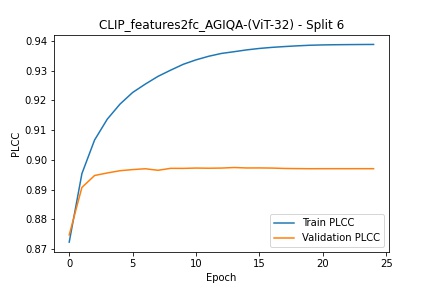 CLIP_features2fc_AGIQA-(ViT-32) - Split 6
0.94
0.93
0.92
0.91
0.90
0.89
0.88
0.87
PLCC
Train PLCC
Validation PLCC
0 5 10 15 20 25
Epoch